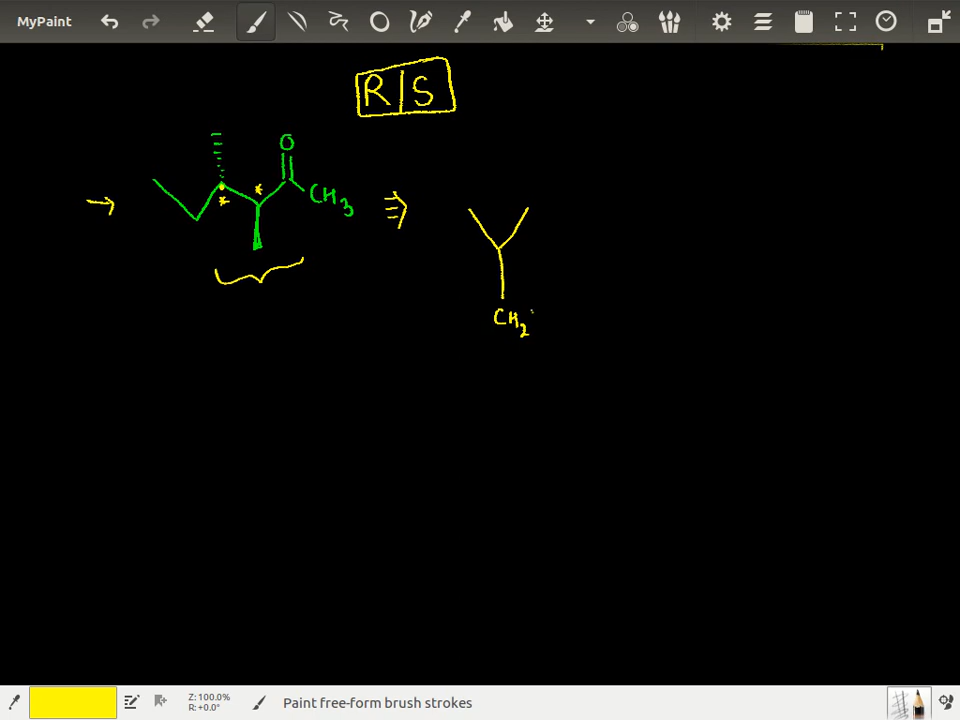 MyPaint
R|S
O
CH3
CH2
Z: 100.0%
R: +0.0°
Paint free-form brush strokes